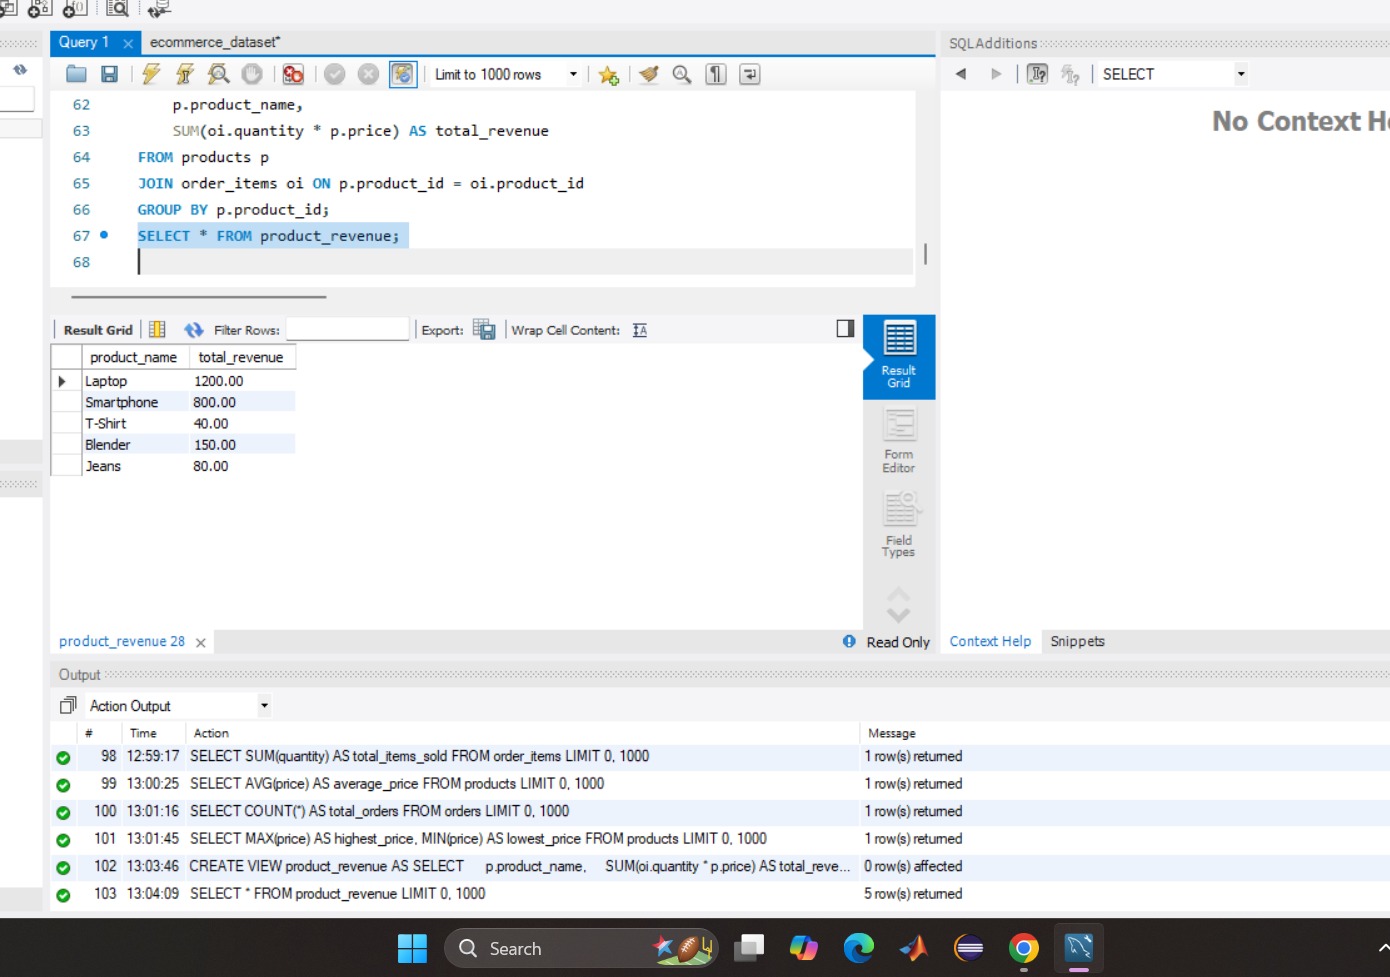 Query 1
ecommerce_dataset*
SQLAdditions
Limit to 1000 rows
SELECT
62 p.product_name,
63 SUM(oi.quantity * p.price) AS total_revenue
64 FROM products p
65 JOIN order_items oi ON p.product_id = oi.product_id
66 GROUP BY p.product_id;
67 SELECT * FROM product_revenue;
68
No Context He
Result Grid Filter Rows: Export: Wrap Cell Content:
product_name total_revenue
Laptop 1200.00
Smartphone 800.00
T-Shirt 40.00
Blender 150.00
Jeans 80.00
Result
Grid
Form
Editor
Field
Types
product_revenue 28
Read Only
Context Help Snippets
Output
Action Output
# Time Action Message
98 12:59:17 SELECT SUM(quantity) AS total_items_sold FROM order_items LIMIT 0, 1000 1 row(s) returned
99 13:00:25 SELECT AVG(price) AS average_price FROM products LIMIT 0, 1000 1 row(s) returned
100 13:01:16 SELECT COUNT(*) AS total_orders FROM orders LIMIT 0, 1000 1 row(s) returned
101 13:01:45 SELECT MAX(price) AS highest_price, MIN(price) AS lowest_price FROM products LIMIT 0, 1000 1 row(s) returned
102 13:03:46 CREATE VIEW product_revenue AS SELECT p.product_name, SUM(oi.quantity * p.price) AS total_reve... 0 row(s) affected
103 13:04:09 SELECT * FROM product_revenue LIMIT 0, 1000 5 row(s) returned
Search